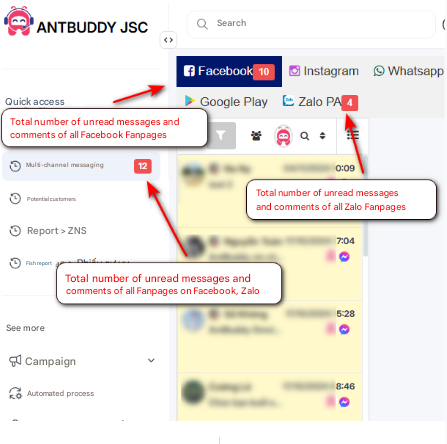 ANTBUDDY JSC
Search
Facebook 10
Instagram
Whatsapp
Quick access
Google Play
Zalo PA 4
Total number of unread messages and
comments of all Facebook Fanpages
Multi-channel messaging 12
0:09
Potential customers
Total number of unread messages
and comments of all Zalo Fanpages
Report > ZNS
7:04
Fish report
Total number of unread messages and
comments of all Fanpages on Facebook, Zalo
5:28
See more
Campaign
8:46
Automated process